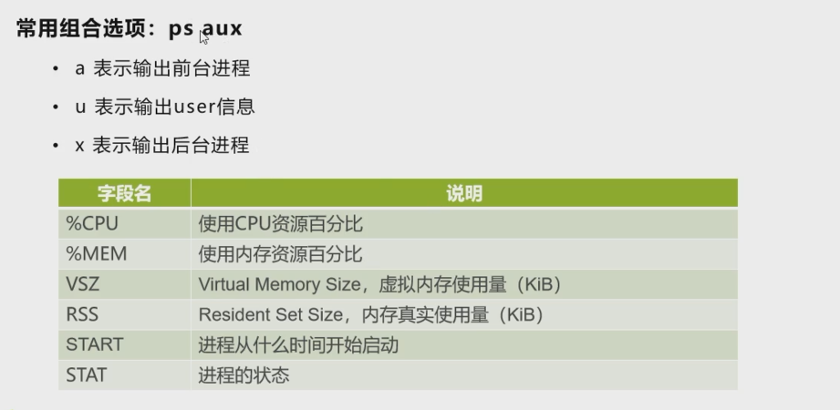 常用组合选项：ps aux
• a 表示输出前台进程
• u 表示输出user信息
• x 表示输出后台进程
字段名 说明
%CPU 使用CPU资源百分比
%MEM 使用内存资源百分比
VSZ Virtual Memory Size，虚拟内存使用量（KiB）
RSS Resident Set Size，内存真实使用量（KiB）
START 进程从什么时间开始启动
STAT 进程的状态